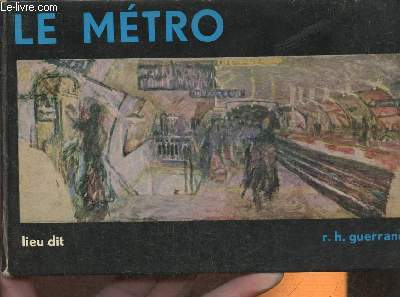 Le-livre.com
LE MÉTRO
lieu dit
r. h. guerrand